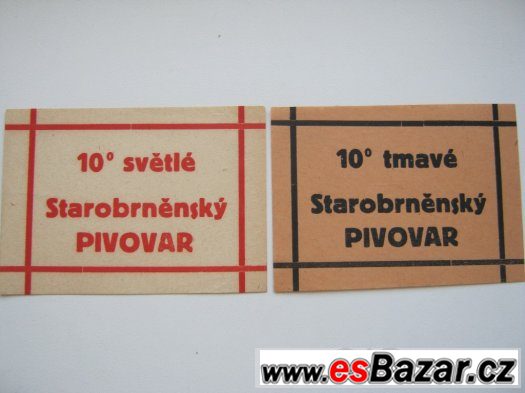 10° světlé
Starobrněnský
PIVOVAR
10° tmavé
Starobrněnský
PIVOVAR
www.esBazar.cz